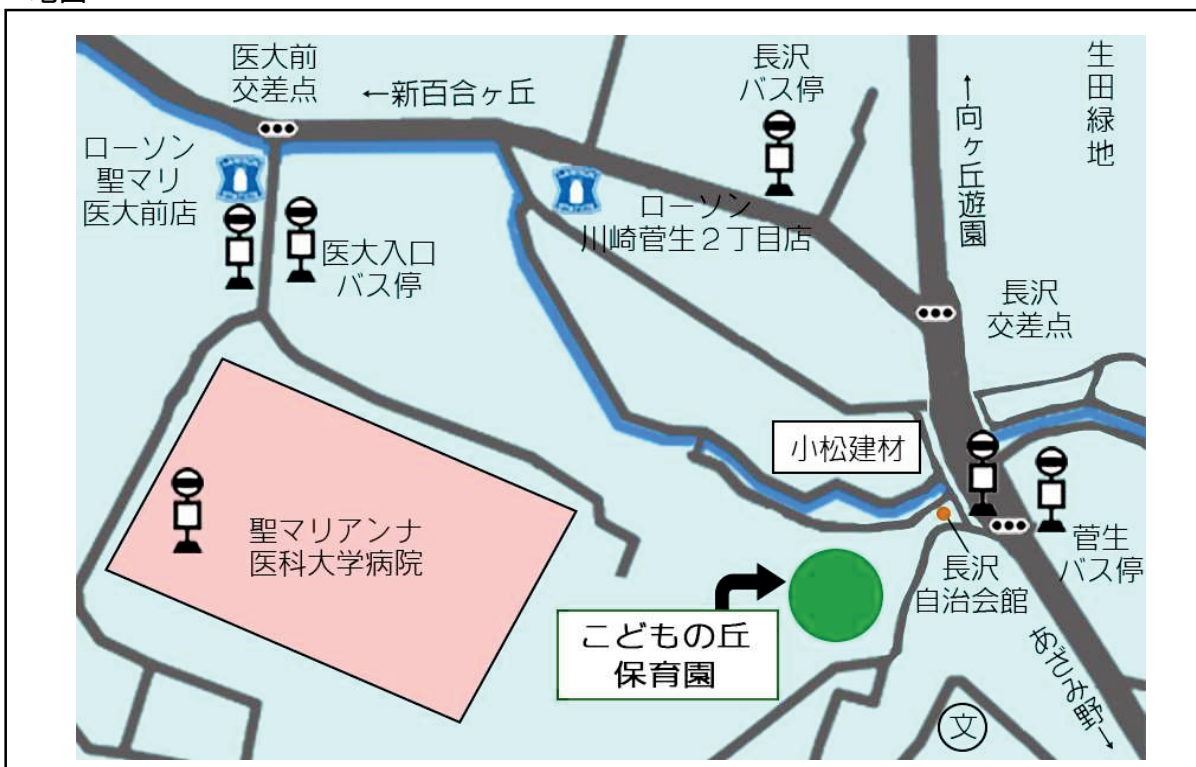 医大前
交差点
←新百合ヶ丘
長沢
バス停
←向ヶ丘遊園
生田緑地
ローソン
聖マリ
医大前店
医大入口
バス停
ローソン
川崎菅生２丁目店
長沢
交差点
小松建材
聖マリアンナ
医科大学病院
菅生
バス停
長沢
自治会館
こどもの丘
保育園
あざみ野→
文